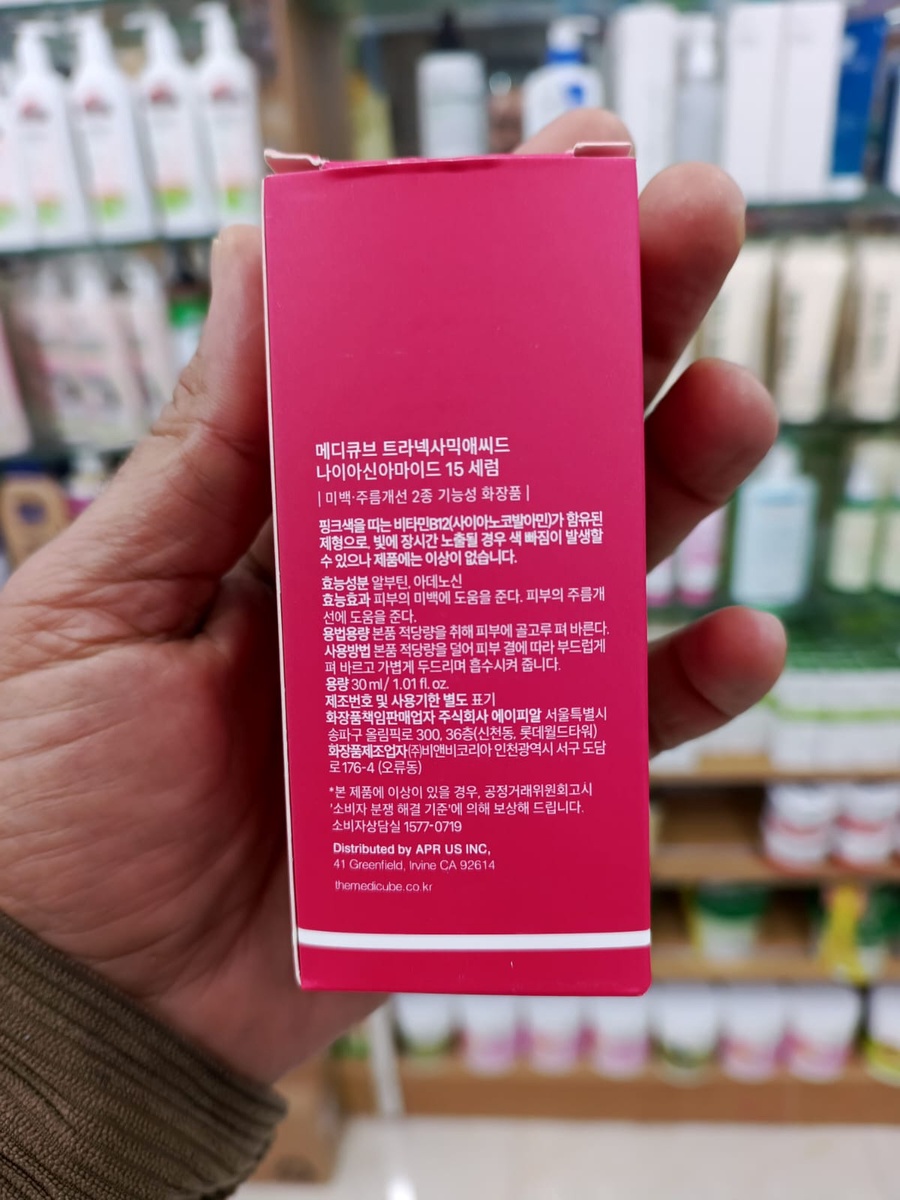 메디큐브 트라넥사믹애씨드
나이아신아마이드 15 세럼
| 미백·주름개선 2종 기능성 화장품 |
핑크색을 띠는 비타민B12(사이아노코발아민)가 함유된
제형으로, 빛에 장시간 노출될 경우 색 빠짐이 발생할
수 있으나 제품에는 이상이 없습니다.
효능성분 알부틴, 아데노신
효능효과 피부의 미백에 도움을 준다. 피부의 주름개
선에 도움을 준다.
용법용량 본품 적당량을 취해 피부에 골고루 펴 바른다.
사용방법 본품 적당량을 덜어 피부 결에 따라 부드럽게
펴 바르고 가볍게 두드리며 흡수시켜 줍니다.
용량 30 ml / 1.01 fl. oz.
제조번호 및 사용기한 별도 표기
화장품책임판매업자 주식회사 에이피알 서울특별시
송파구 올림픽로 300, 36층(신천동, 롯데월드타워)
화장품제조업자 ㈜비앤비코리아 인천광역시 서구 도담
로 176-4 (오류동)
*본 제품에 이상이 있을 경우, 공정거래위원회고시
'소비자 분쟁 해결 기준'에 의해 보상해 드립니다.
소비자상담실 1577-0719
Distributed by APR US INC,
41 Greenfield, Irvine CA 92614
themedicube.co.kr